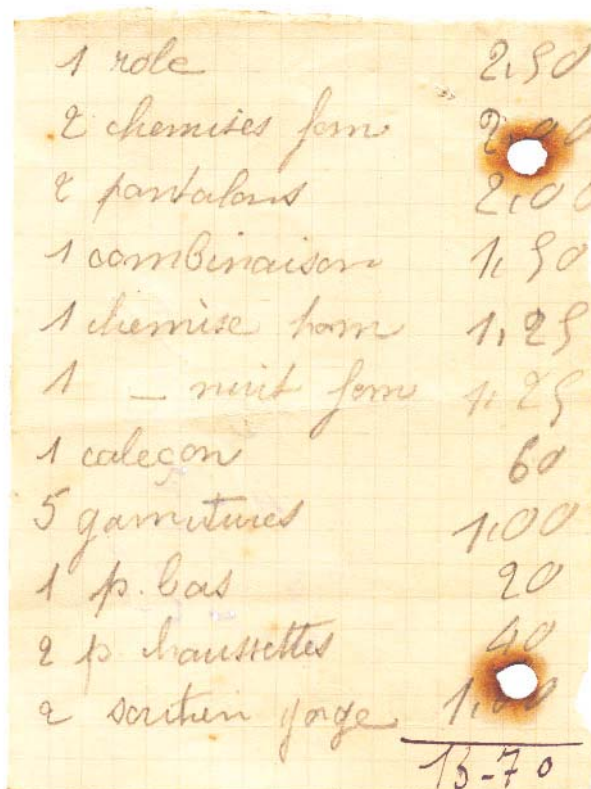 1 robe 2,50
2 chemises fem 2,00
2 pantalons 2,00
1 combinaison 1,50
1 chemise hom 1,25
1 _ nuit fem 1,25
1 caleçon 60
5 garnitures 1,00
1 p. bas 20
2 p chaussettes 40
2 soutien gorge 1,00
13-70